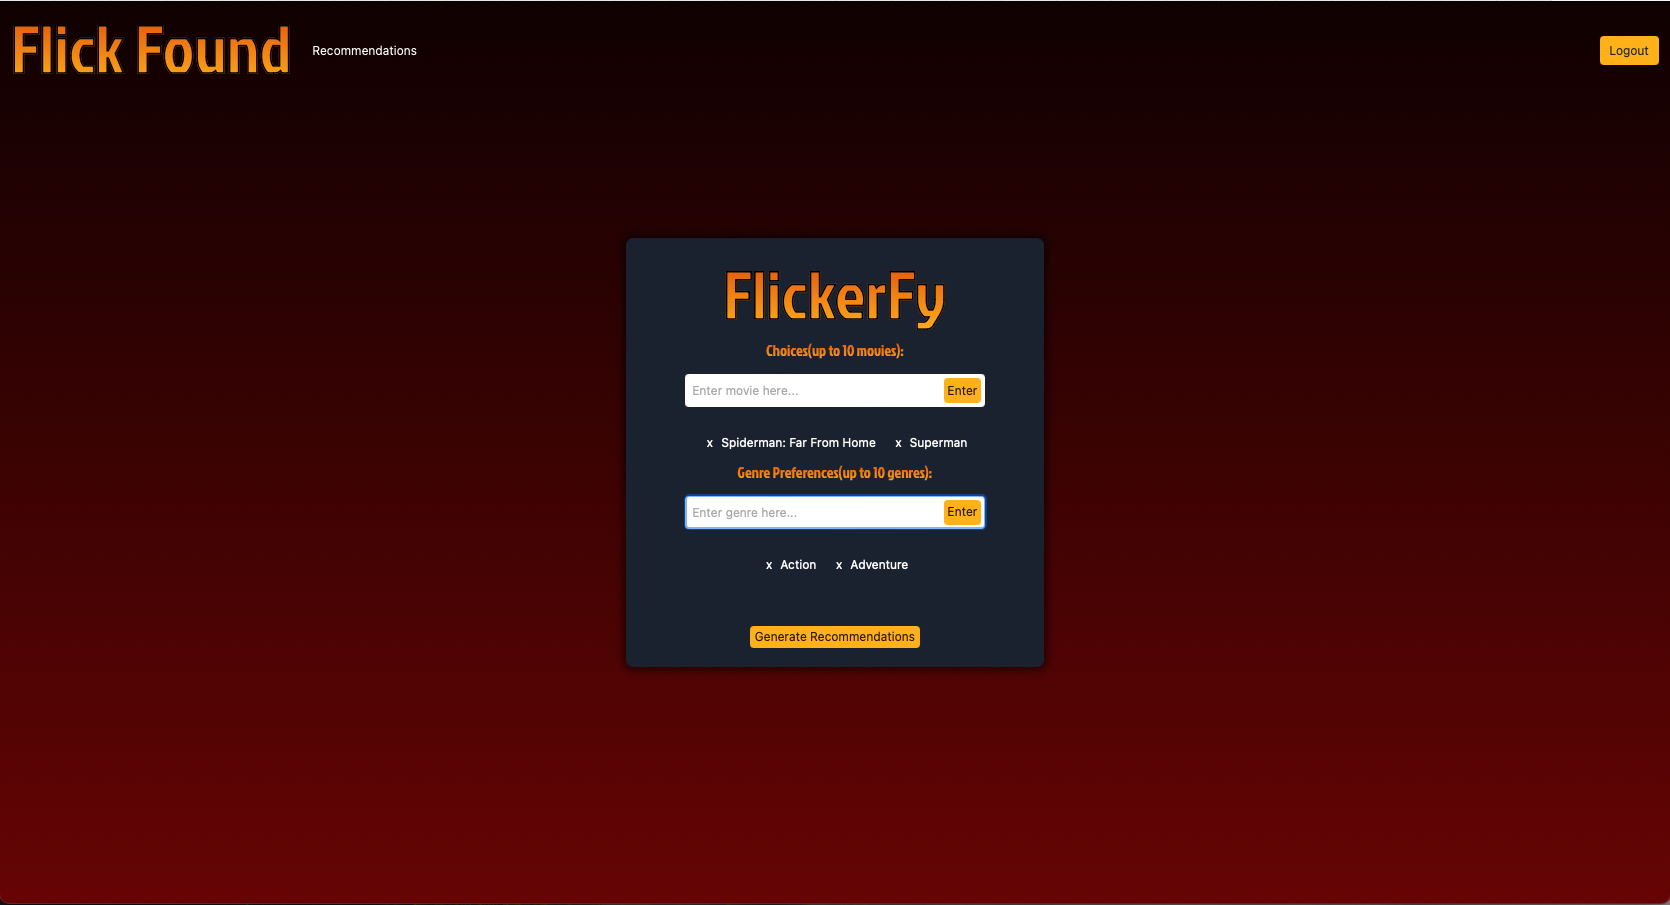 Flick Found Recommendations Logout
FlickerFy
Choices(up to 10 movies):
Enter movie here... Enter
x Spiderman: Far From Home x Superman
Genre Preferences(up to 10 genres):
Enter genre here... Enter
x Action x Adventure
Generate Recommendations